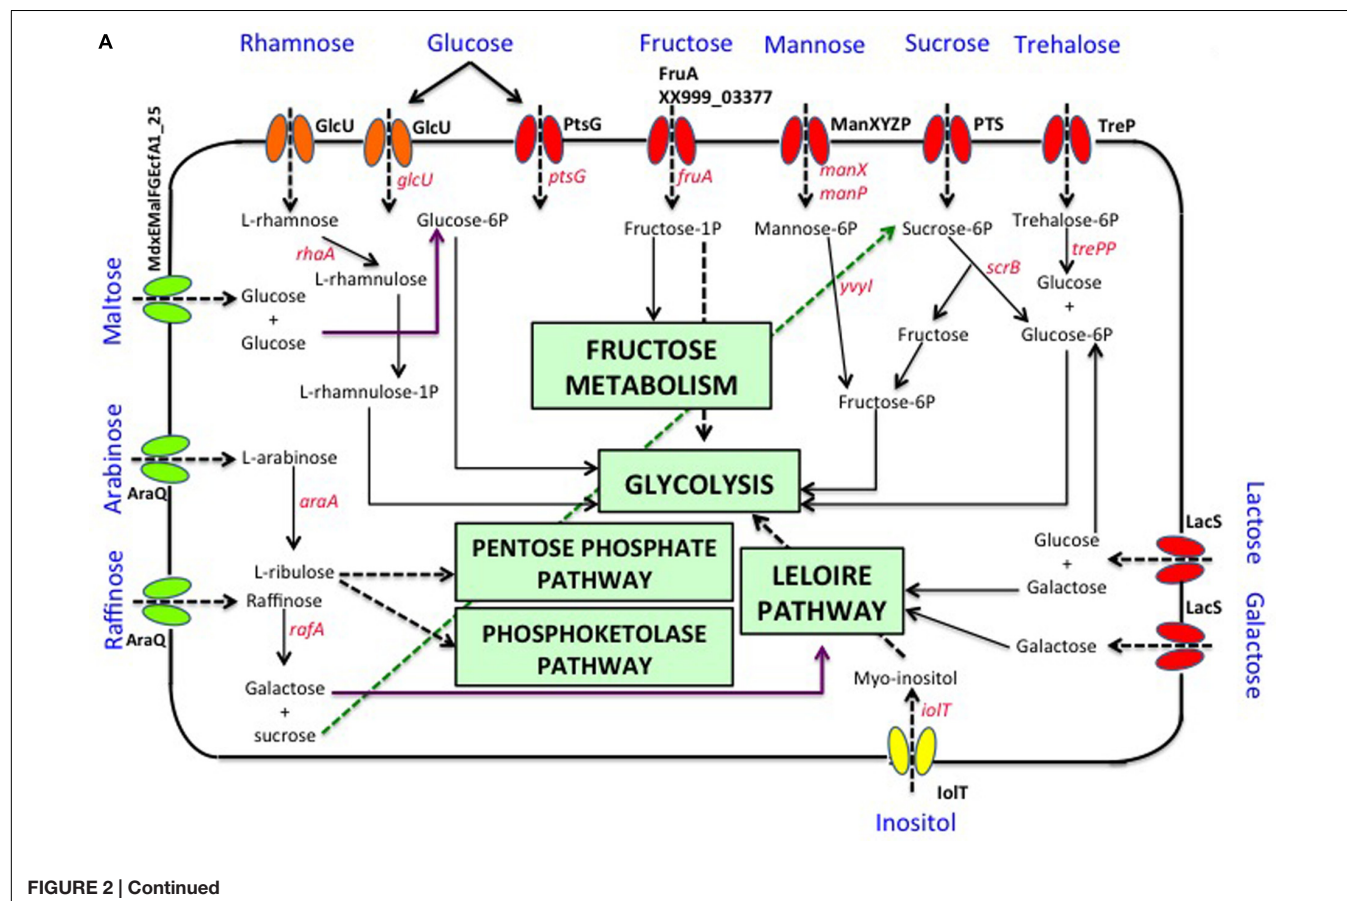 A
Rhamnose
Glucose
Fructose
Mannose
Sucrose
Trehalose
FruA
XX999_03377
MdxEMalFGEcfA1_25
GlcU
GlcU
PtsG
ManXYZP
PTS
TreP
glcU
ptsG
fruA
manX
manP
L-rhamnose
Glucose-6P
Fructose-1P
Mannose-6P
Sucrose-6P
Trehalose-6P
rhaA
trePP
L-rhamnulose
scrB
yvyI
Glucose
+
Glucose-6P
Maltose
Glucose
+
Glucose
Fructose
FRUCTOSE
METABOLISM
L-rhamnulose-1P
Fructose-6P
Arabinose
AraQ
L-arabinose
araA
GLYCOLYSIS
Lactose
LacS
Glucose
+
Galactose
PENTOSE PHOSPHATE
PATHWAY
LELOIRE
PATHWAY
L-ribulose
Raffinose
AraQ
Raffinose
rafA
PHOSPHOKETOLASE
PATHWAY
LacS
Galactose
Galactose
Galactose
+
sucrose
Myo-inositol
iolT
IolT
Inositol
FIGURE 2 | Continued